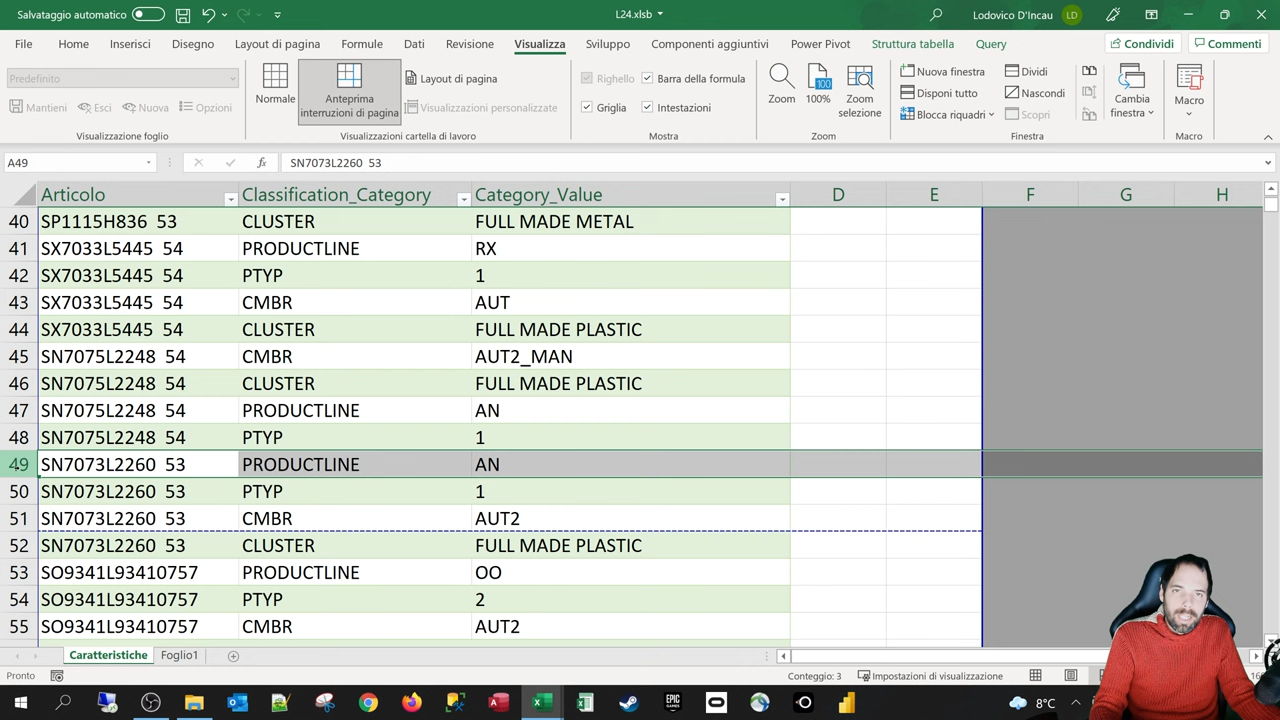 Salvataggio automatico
L24.xlsb
Lodovico D'Incau
LD
File Home Inserisci Disegno Layout di pagina Formule Dati Revisione Visualizza Sviluppo Componenti aggiuntivi Power Pivot Struttura tabella Query
Condividi
Commenti
Predefinito
Mantieni Esci Nuova Opzioni
Visualizzazione foglio
Normale
Anteprima
interruzioni di pagina
Layout di pagina
Visualizzazioni personalizzate
Visualizzazioni cartella di lavoro
Righello Barra della formula
Griglia Intestazioni
Mostra
Zoom
100
100%
Zoom
selezione
Zoom
Nuova finestra
Disponi tutto
Blocca riquadri
Dividi
Nascondi
Scopri
Cambia
finestra
Finestra
Macro
Macro
A49
fx
SN7073L2260 53
Articolo Classification_Category Category_Value D E F G H
40 SP1115H836 53 CLUSTER FULL MADE METAL
41 SX7033L5445 54 PRODUCTLINE RX
42 SX7033L5445 54 PTYP 1
43 SX7033L5445 54 CMBR AUT
44 SX7033L5445 54 CLUSTER FULL MADE PLASTIC
45 SN7075L2248 54 CMBR AUT2_MAN
46 SN7075L2248 54 CLUSTER FULL MADE PLASTIC
47 SN7075L2248 54 PRODUCTLINE AN
48 SN7075L2248 54 PTYP 1
49 SN7073L2260 53 PRODUCTLINE AN
50 SN7073L2260 53 PTYP 1
51 SN7073L2260 53 CMBR AUT2
52 SN7073L2260 53 CLUSTER FULL MADE PLASTIC
53 SO9341L93410757 PRODUCTLINE OO
54 SO9341L93410757 PTYP 2
55 SO9341L93410757 CMBR AUT2
Caratteristiche Foglio1
Pronto
Conteggio: 3
Impostazioni di visualizzazione
EPIC
GAMES
8°C